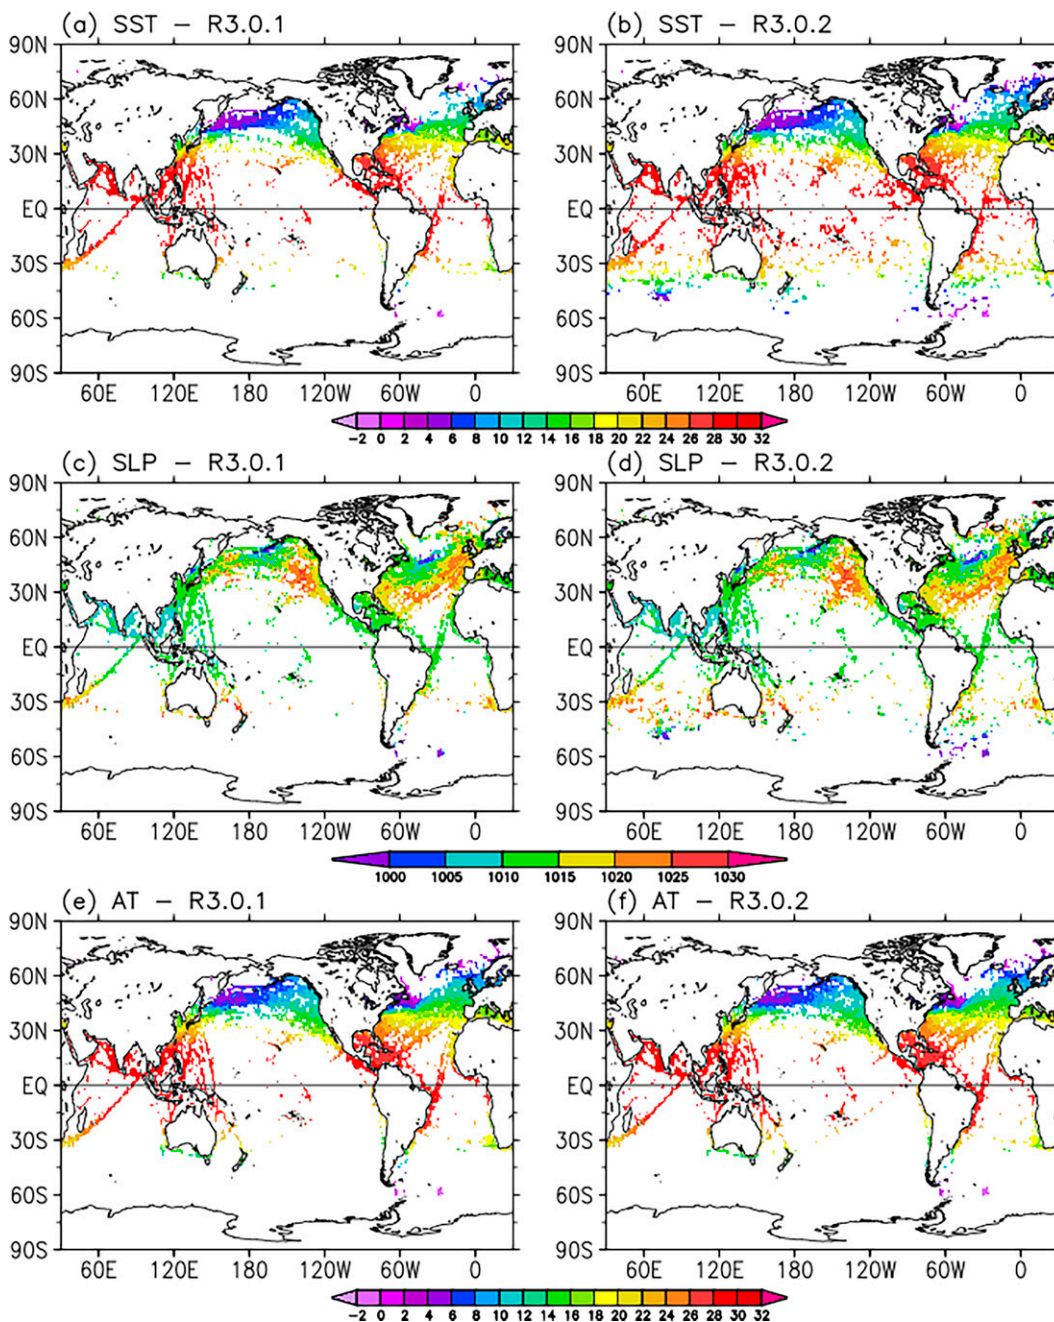 (a) SST – R3.0.1
(b) SST – R3.0.2
90N 60N 30N EQ 30S 60S 90S
90N 60N 30N EQ 30S 60S 90S
60E 120E 180 120W 60W 0
60E 120E 180 120W 60W 0
-2 0 2 4 6 8 10 12 14 16 18 20 22 24 26 28 30 32
(c) SLP – R3.0.1
(d) SLP – R3.0.2
90N 60N 30N EQ 30S 60S 90S
90N 60N 30N EQ 30S 60S 90S
60E 120E 180 120W 60W 0
60E 120E 180 120W 60W 0
1000 1005 1010 1015 1020 1025 1030
(e) AT – R3.0.1
(f) AT – R3.0.2
90N 60N 30N EQ 30S 60S 90S
90N 60N 30N EQ 30S 60S 90S
60E 120E 180 120W 60W 0
60E 120E 180 120W 60W 0
-2 0 2 4 6 8 10 12 14 16 18 20 22 24 26 28 30 32